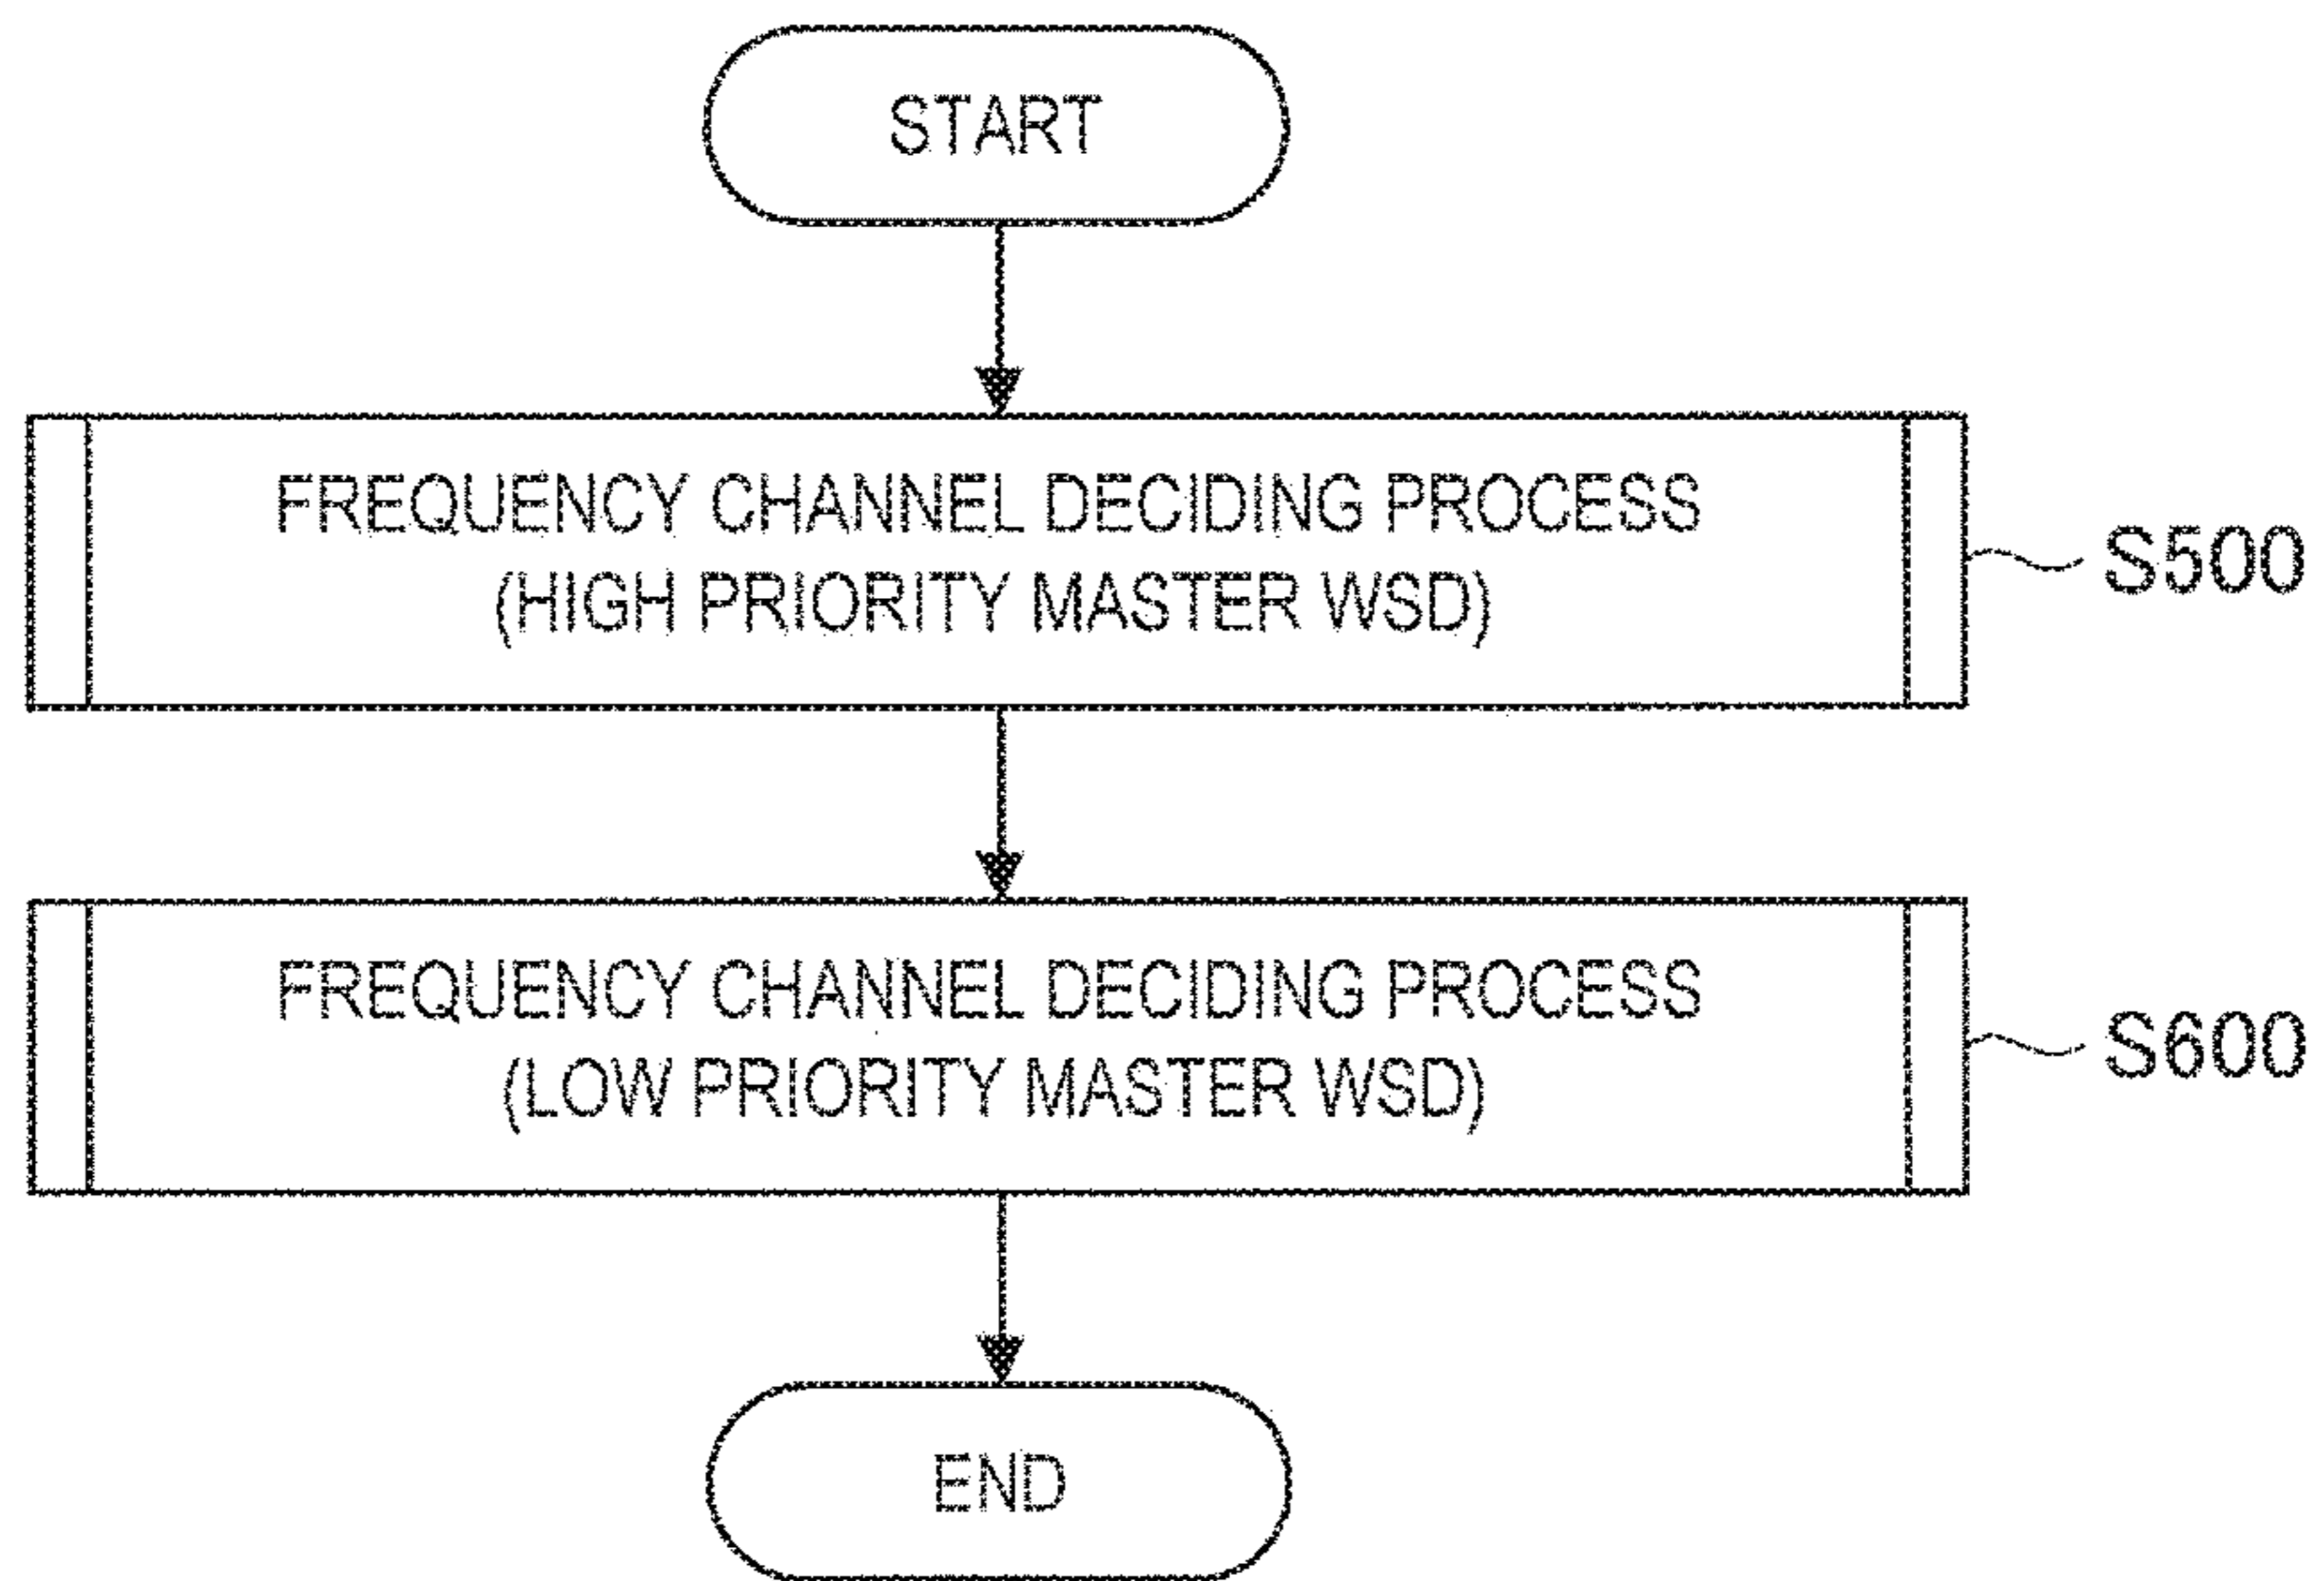 START
FREQUENCY CHANNEL DECIDING PROCESS
(HIGH PRIORITY MASTER WSD)
S500
FREQUENCY CHANNEL DECIDING PROCESS
(LOW PRIORITY MASTER WSD)
S600
END